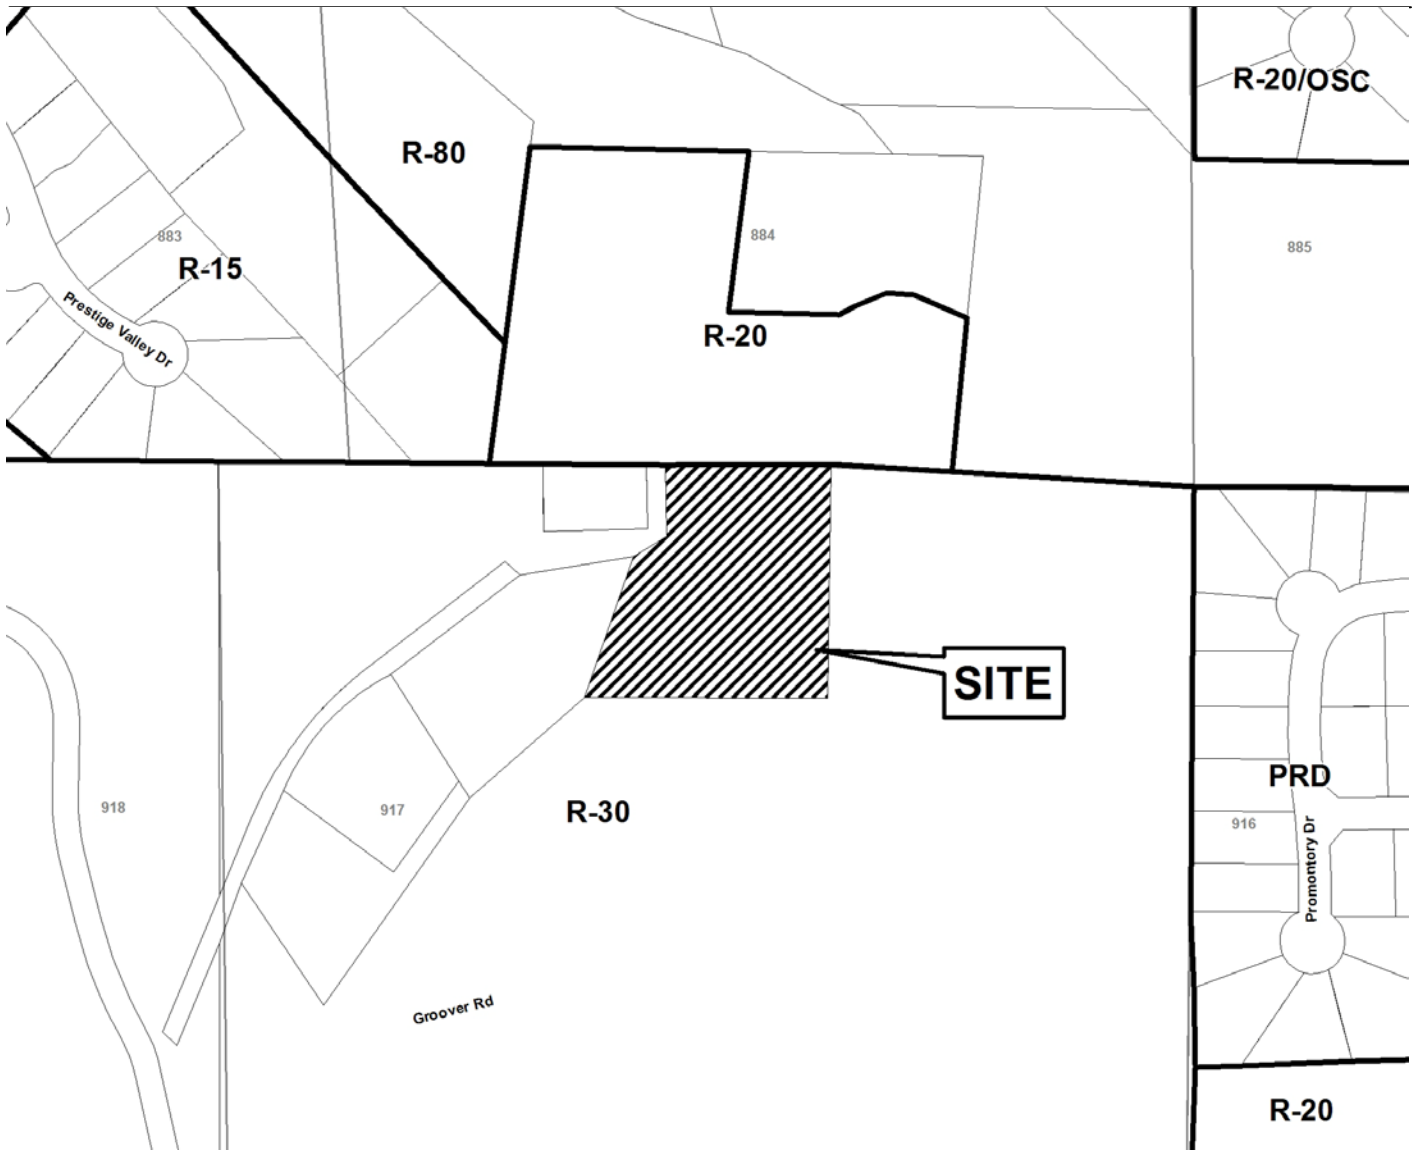 R-20/OSC
R-80
883
884
885
R-15
Prestige Valley Dr
R-20
SITE
PRD
918
917
R-30
916
Promontory Dr
Groover Rd
R-20